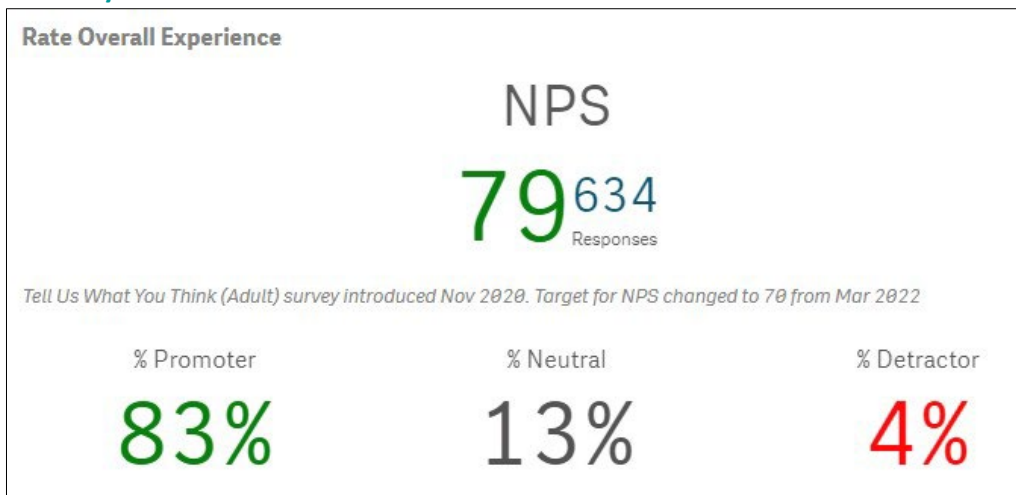 Rate Overall Experience
NPS
79 634
Responses
Tell Us What You Think (Adult) survey introduced Nov 2020. Target for NPS changed to 70 from Mar 2022
% Promoter % Neutral % Detractor
83% 13% 4%